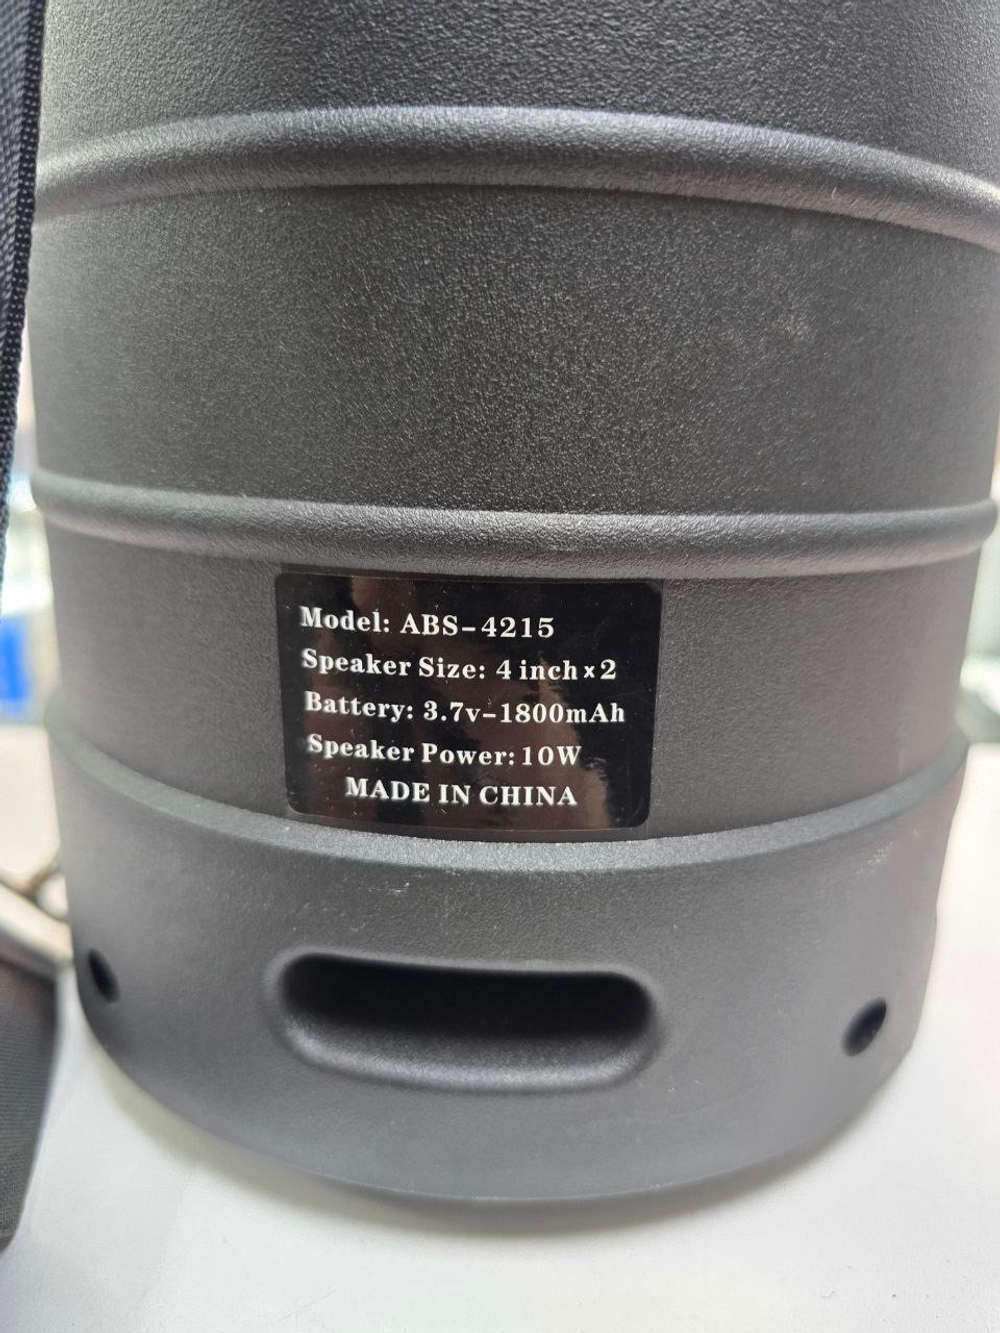 Model: ABS-4215
Speaker Size: 4 inch×2
Battery: 3.7v-1800mAh
Speaker Power:10W
MADE IN CHINA